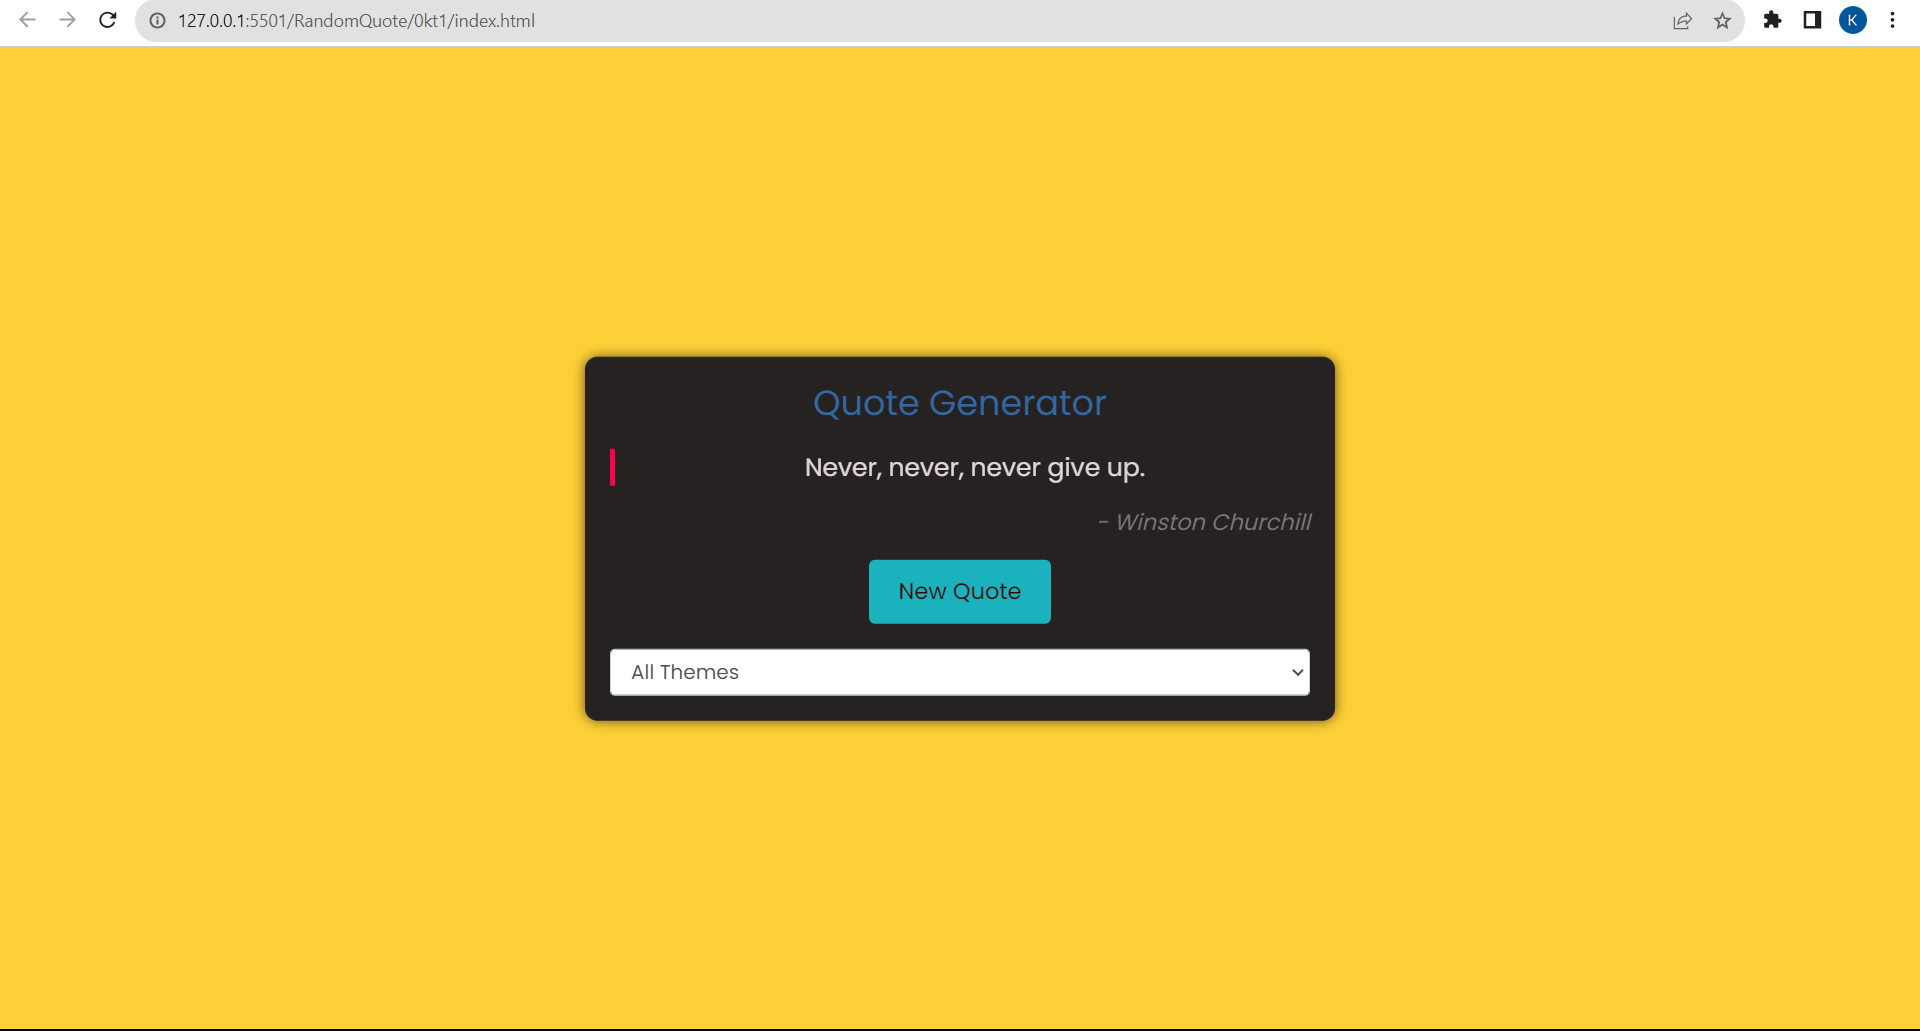 127.0.0.1:5501/RandomQuote/0kt1/index.html
K
Quote Generator
Never, never, never give up.
- Winston Churchill
New Quote
All Themes